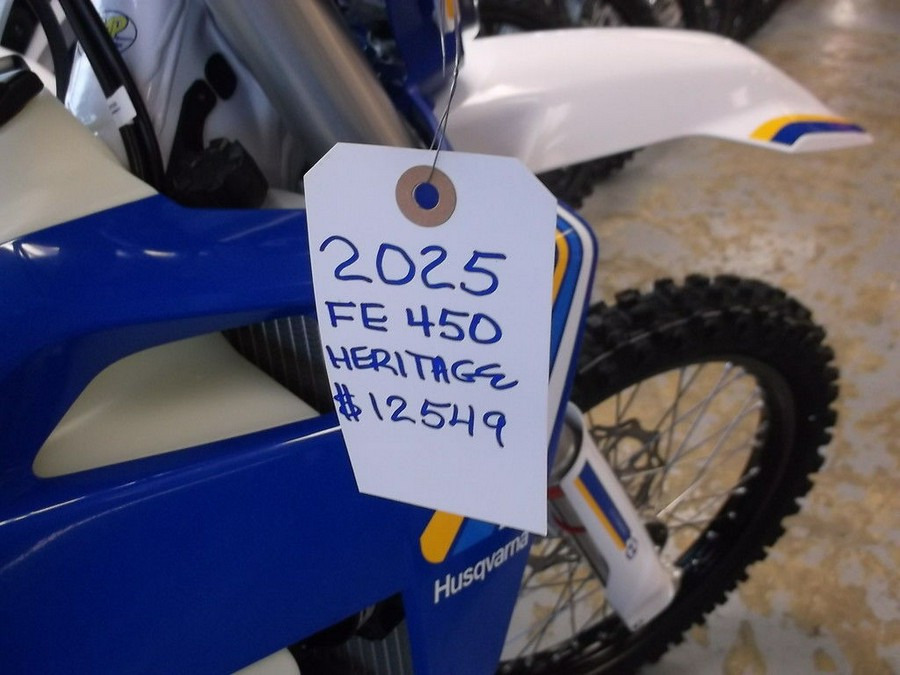 2025
FE 450
HERITAGE
$12549
Husqvarna